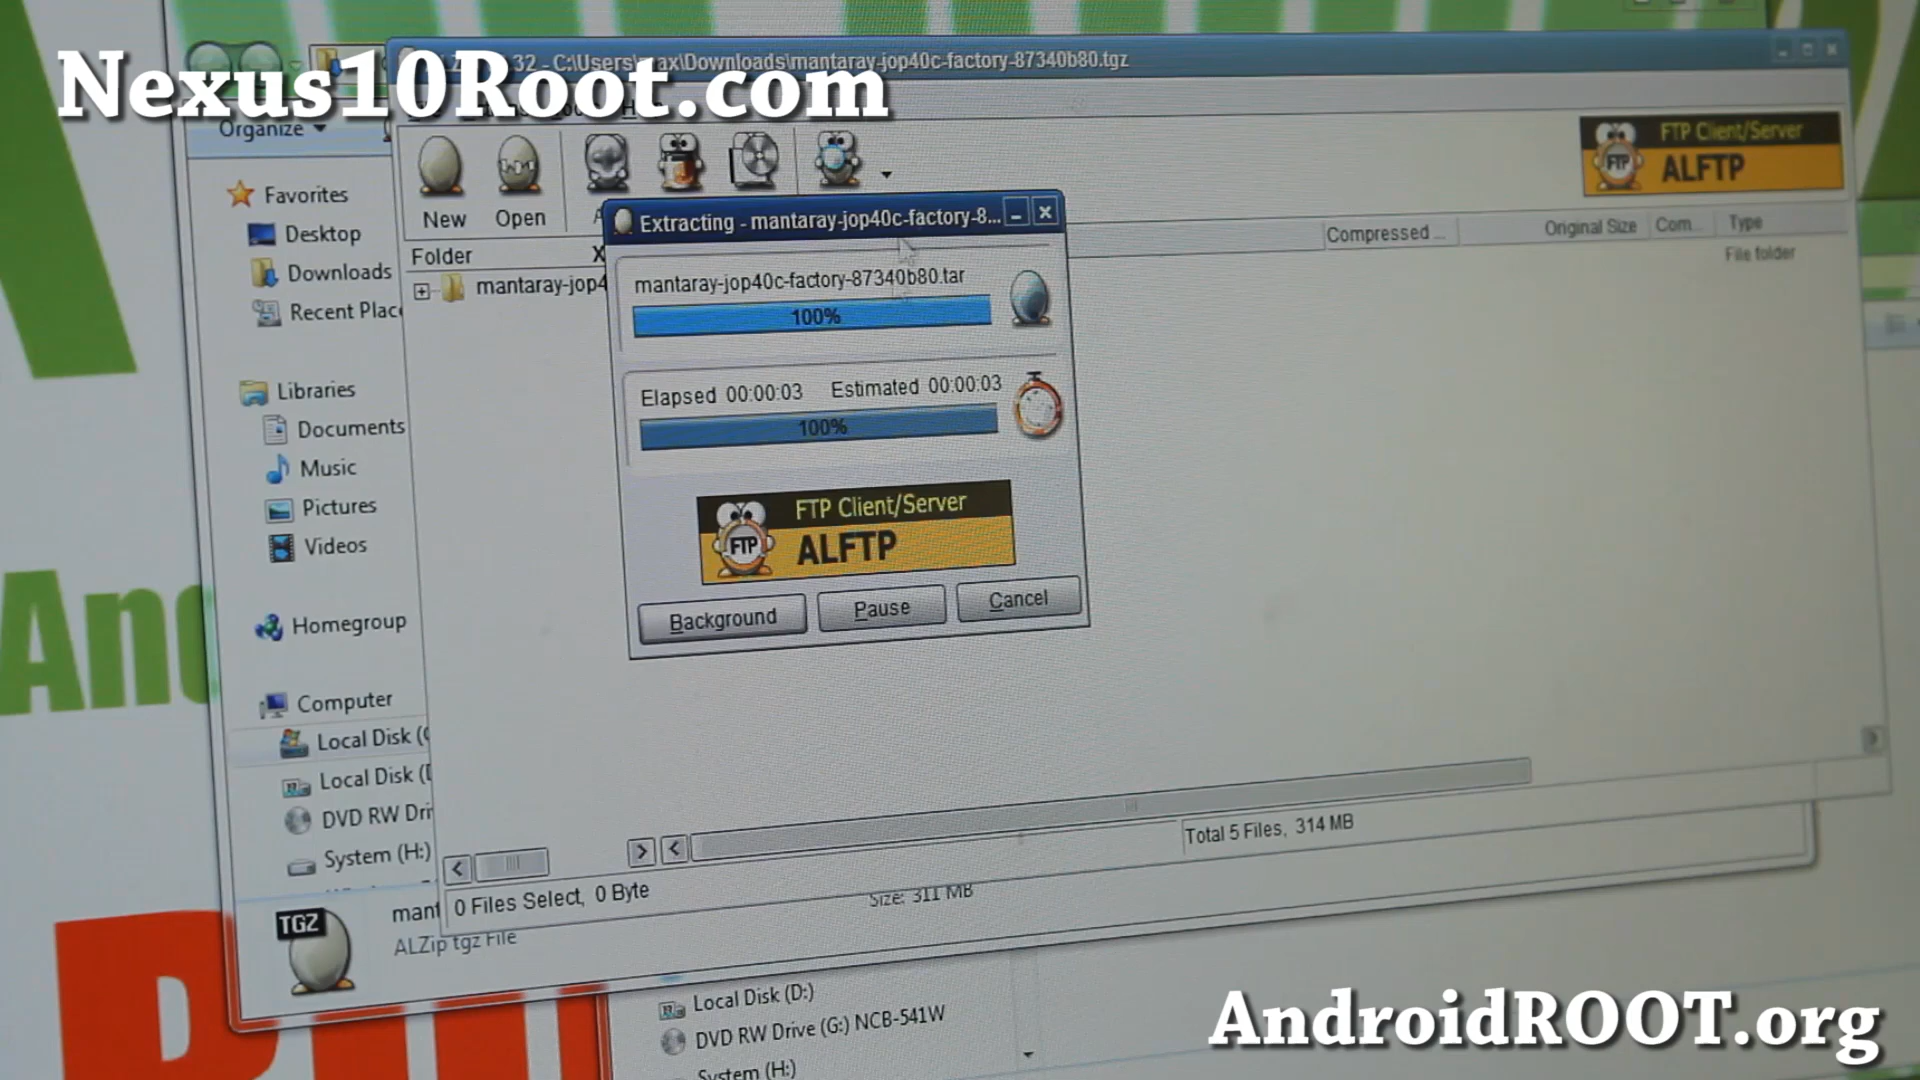 Nexus10Root.com
32 - C:\Users\max\Downloads\mantaray-jop40c-factory-87340b80.tgz
Organize
FTP Client/Server
FTP
ALFTP
New
Open
Favorites
Desktop
Downloads
Recent Plac
Libraries
Documents
Music
Pictures
Videos
Homegroup
Computer
Local Disk (
Local Disk (
DVD RW Dri
System (H:)
Folder
X
mantaray-jop4
Compressed ...
Original Size
Com...
Type
File folder
Extracting - mantaray-jop40c-factory-8...
mantaray-jop40c-factory-87340b80.tar
100%
Elapsed 00:00:03
Estimated 00:00:03
100%
FTP Client/Server
FTP
ALFTP
Background
Pause
Cancel
Total 5 Files, 314 MB
0 Files Select, 0 Byte
Size: 311 MB
TGZ
mant
ALZip tgz File
Local Disk (D:)
DVD RW Drive (G:) NCB-541W
System (H:)
AndroidROOT.org